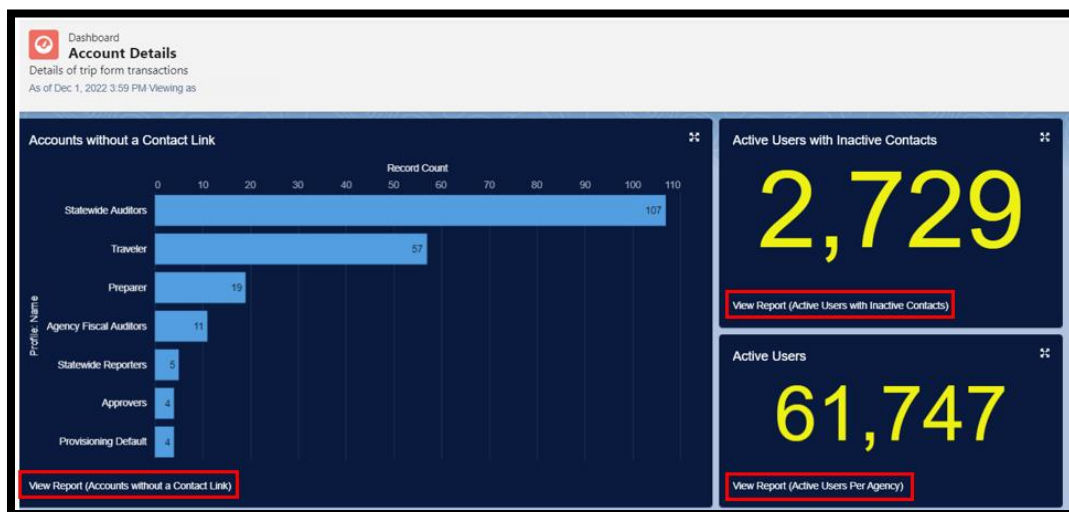 Dashboard
Account Details
Details of trip form transactions
As of Dec 1, 2022 3:59 PM·Viewing as
Accounts without a Contact Link
Record Count
0 10 20 30 40 50 60 70 80 90 100 110
Profile: Name
Statewide Auditors 107
Traveler 57
Preparer 19
Agency Fiscal Auditors 11
Statewide Reporters 5
Approvers 4
Provisioning Default 4
View Report (Accounts without a Contact Link)
Active Users with Inactive Contacts
2,729
View Report (Active Users with Inactive Contacts)
Active Users
61,747
View Report (Active Users Per Agency)